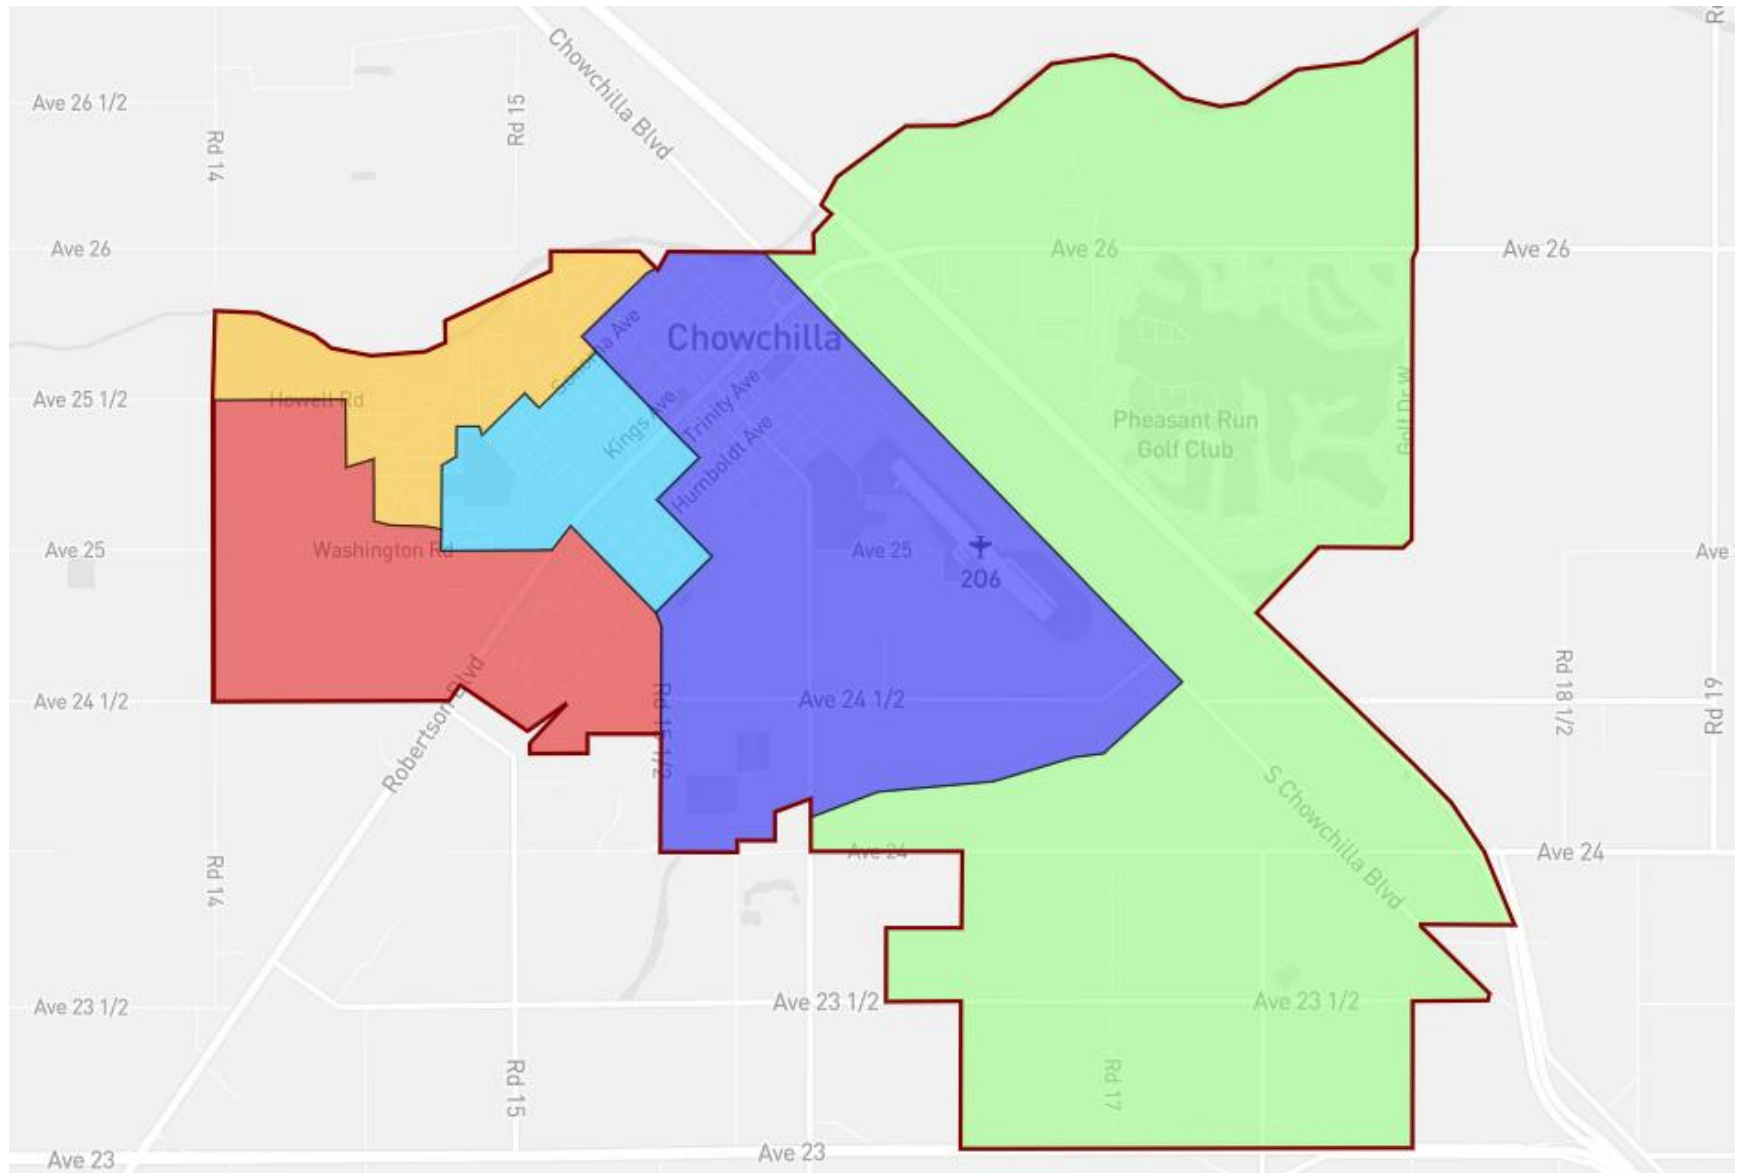 Chowchilla Blvd
Ave 26 1/2
Rd 15
Rd 14
Ave 26
Ave 26
Ave 26
Sonoma Ave
Chowchilla
Ave 25 1/2
Howell Rd
Kings Ave
Trinity Ave
Humboldt Ave
Pheasant Run
Golf Club
Golf Dr W
Ave 25
Washington Rd
Ave 25
206
Ave
Robertson Blvd
Rd 15 1/2
Ave 24 1/2
Ave 24 1/2
Rd 18 1/2
Rd 19
S Chowchilla Blvd
Ave 24
Ave 24
Rd 14
Ave 23 1/2
Ave 23 1/2
Ave 23 1/2
Rd 15
Rd 17
Ave 23
Ave 23